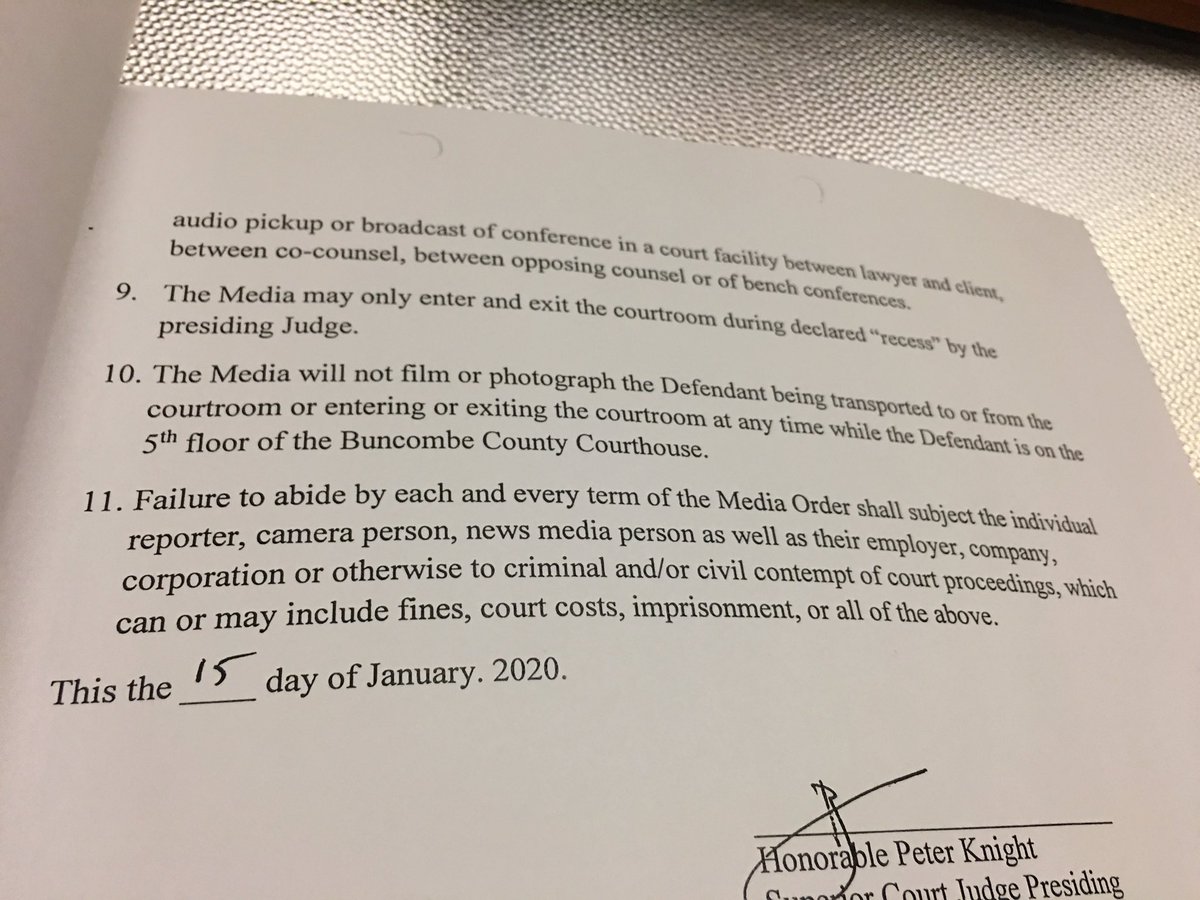 audio pickup or broadcast of conference in a court facility between lawyer and client,
between co-counsel, between opposing counsel or of bench conferences.
9. The Media may only enter and exit the courtroom during declared “recess” by the
presiding Judge.
10. The Media will not film or photograph the Defendant being transported to or from the
courtroom or entering or exiting the courtroom at any time while the Defendant is on the
5th floor of the Buncombe County Courthouse.
11. Failure to abide by each and every term of the Media Order shall subject the individual
reporter, camera person, news media person as well as their employer, company,
corporation or otherwise to criminal and/or civil contempt of court proceedings, which
can or may include fines, court costs, imprisonment, or all of the above.
This the 15 day of January. 2020.
Honorable Peter Knight
Superior Court Judge Presiding